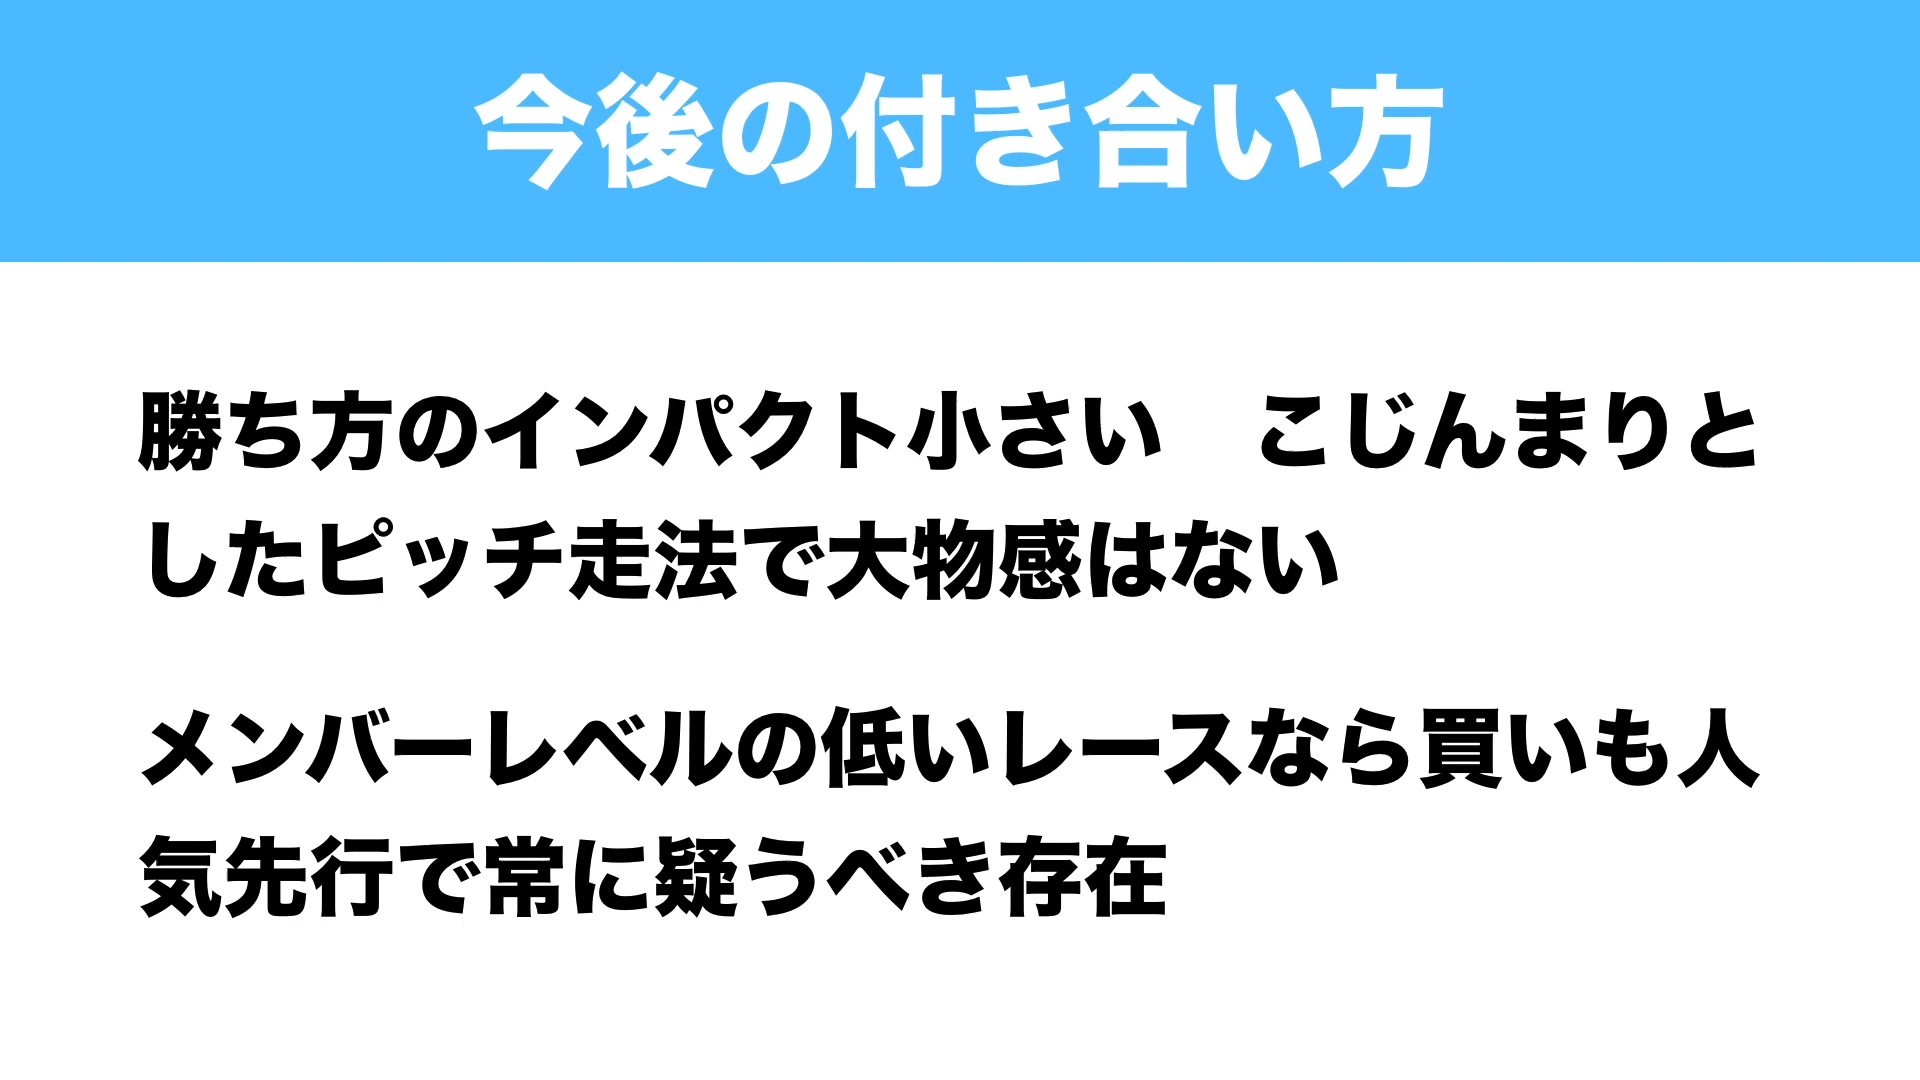 今後の付き合い方
勝ち方のインパクト小さい　こじんまりと
したピッチ走法で大物感はない
メンバーレベルの低いレースなら買いも人
気先行で常に疑うべき存在